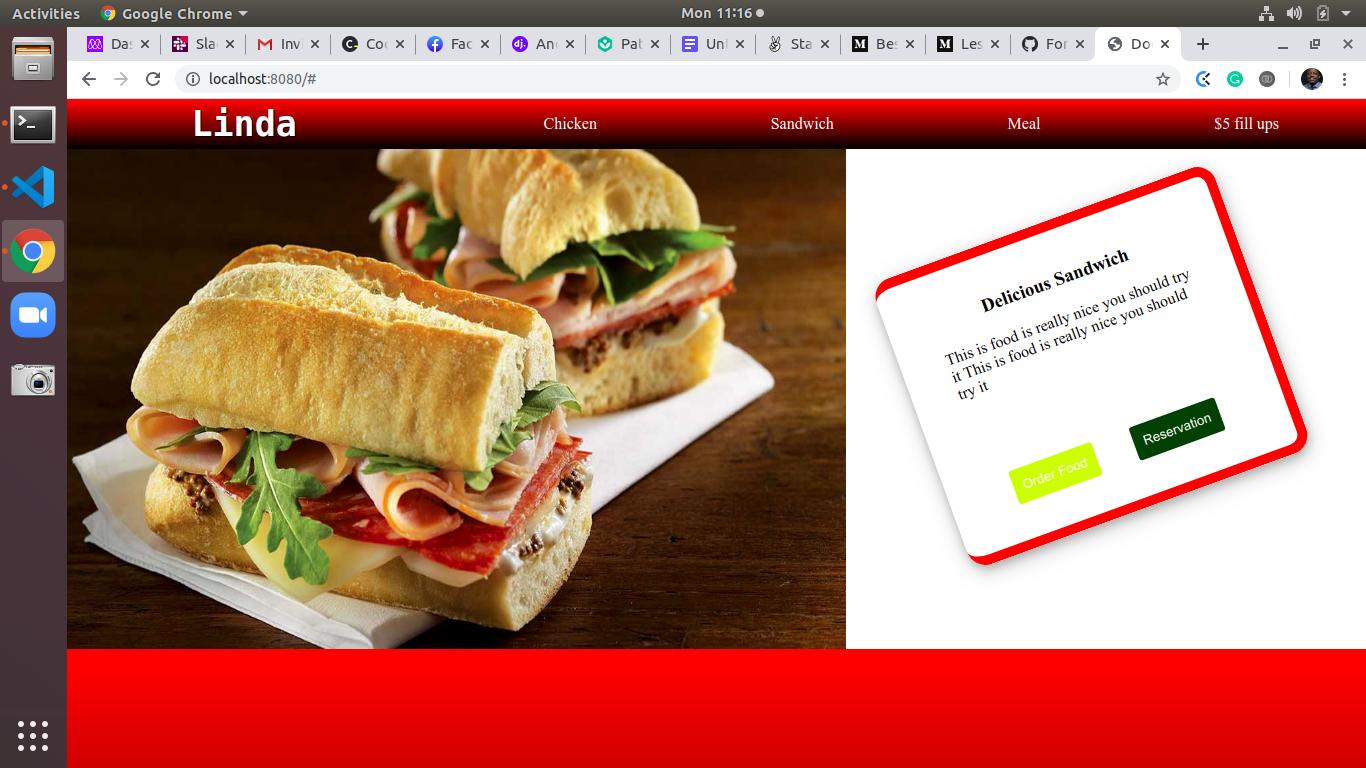 Activities Google Chrome Mon 11:16
Das Sla Invi Coo Fac Anc Pat Unt Sta Bes Les For Do
localhost:8080/#
Linda Chicken Sandwich Meal $5 fill ups
Delicious Sandwich
This is food is really nice you should try
it This is food is really nice you should
try it
Order Food Reservation